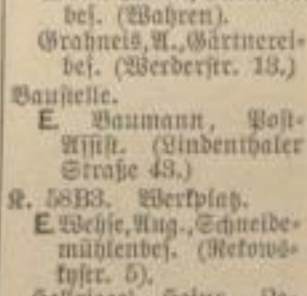 bes. (Wahren).
Grahneis, A., Gärtnerei-
bes. (Werderstr. 13.)
Baustelle.
E Baumann, Post-
Assist. (Lindenthaler
Straße 43.)
K. 58B3. Werkplatz.
E Wehse, Aug., Schneide-
mühlenbes. (Rekows-
kystr. 5).